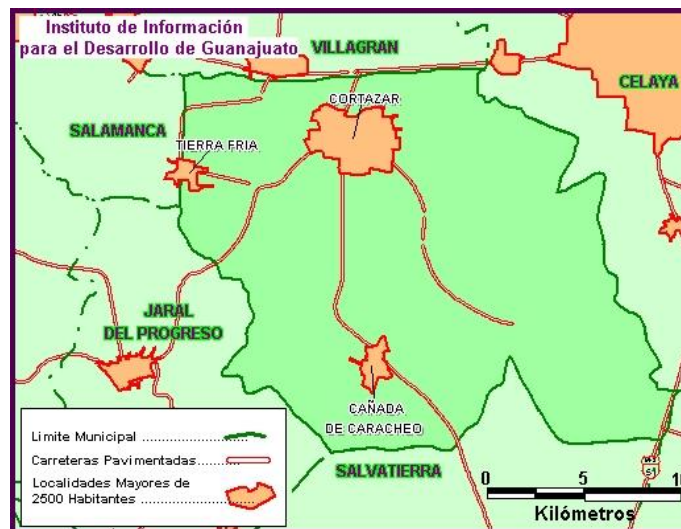 Instituto de Información
para el Desarrollo de Guanajuato
VILLAGRAN
CELAYA
CORTAZAR
SALAMANCA
TIERRA FRIA
JARAL
DEL PROGRESO
CAÑADA
DE CARACHEO
SALVATIERRA
Limite Municipal
Carreteras Pavimentadas
Localidades Mayores de
2500 Habitantes
0 5 10
Kilómetros
51